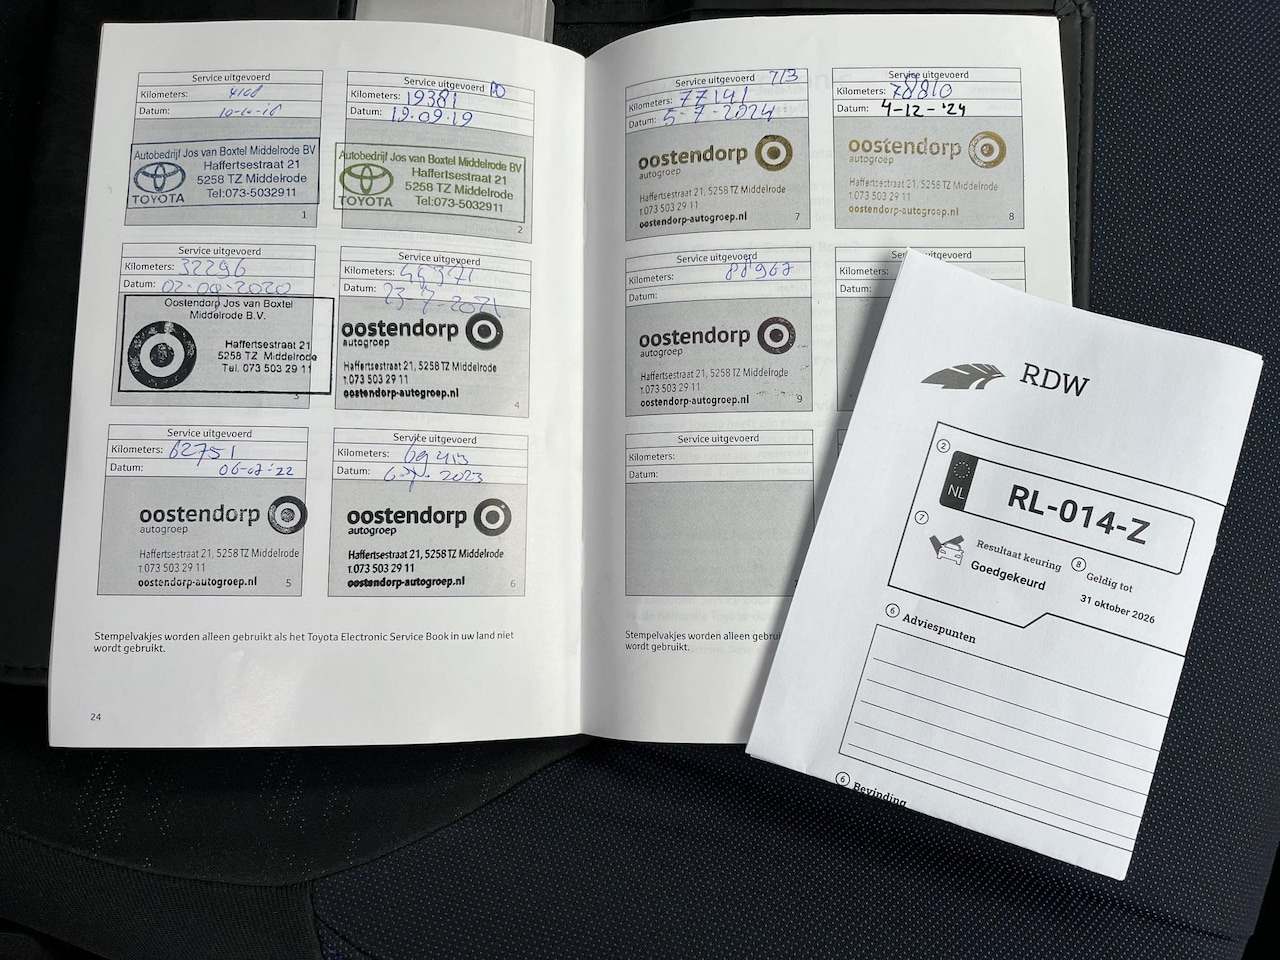 Service uitgevoerd
Kilometers: 4108
Datum:
Autobedrijf Jos van Boxtel Middelrode BV
Haffertsestraat 21
5258 TZ Middelrode
Tel:073-5032911
TOYOTA
1
Service uitgevoerd
Kilometers: 19381
Datum: 19.09.19
Autobedrijf Jos van Boxtel Middelrode BV
Haffertsestraat 21
5258 TZ Middelrode
Tel:073-5032911
TOYOTA
2
Service uitgevoerd
Kilometers: 32296
Datum: 02-09-2020
Oostendorp Jos van Boxtel
Middelrode B.V.
Haffertsestraat 21
5258 TZ Middelrode
Tel. 073 503 29 11
3
Service uitgevoerd
Kilometers:
Datum: 23-7-2021
oostendorp
autogroep
Haffertsestraat 21, 5258 TZ Middelrode
t.073 503 29 11
oostendorp-autogroep.nl
4
Service uitgevoerd
Kilometers: 62751
Datum: 06-07-22
oostendorp
autogroep
Haffertsestraat 21, 5258 TZ Middelrode
t.073 503 29 11
oostendorp-autogroep.nl
5
Service uitgevoerd
Kilometers:
Datum: 2023
oostendorp
autogroep
Haffertsestraat 21, 5258 TZ Middelrode
t.073 503 29 11
oostendorp-autogroep.nl
6
Stempelvakjes worden alleen gebruikt als het Toyota Electronic Service Book in uw land niet
wordt gebruikt.
24
Service uitgevoerd 713
Kilometers: 77141
Datum: 5-7-2024
oostendorp
autogroep
Haffertsestraat 21, 5258 TZ Middelrode
t.073 503 29 11
oostendorp-autogroep.nl
7
Service uitgevoerd
Kilometers: 78810
Datum: 4-12-'24
oostendorp
autogroep
Haffertsestraat 21, 5258 TZ Middelrode
t.073 503 29 11
oostendorp-autogroep.nl
8
Service uitgevoerd
Kilometers: 88967
Datum:
oostendorp
autogroep
Haffertsestraat 21, 5258 TZ Middelrode
t.073 503 29 11
oostendorp-autogroep.nl
9
Service uitgevoerd
Kilometers:
Datum:
Service uitgevoerd
Kilometers:
Datum:
Stempelvakjes worden alleen
wordt gebruikt.
RDW
2
NL
RL-014-Z
7
Resultaat keuring
Goedgekeurd
8
Geldig tot
31 oktober 2026
6 Adviespunten
6 Bevinding